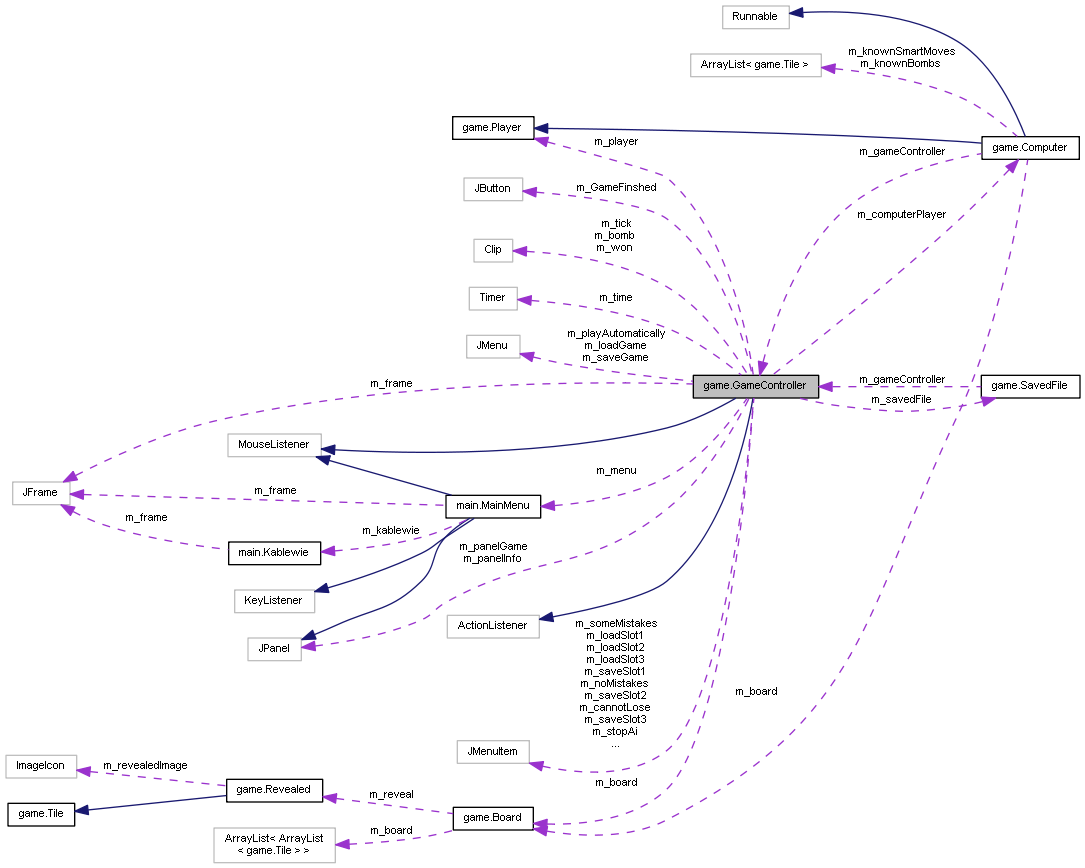 Runnable
m_knownSmartMoves
m_knownBombs
ArrayList< game.Tile >
game.Player
m_player
game.Computer
m_gameController
JButton
m_GameFinshed
m_computerPlayer
m_tick
m_bomb
m_won
Clip
Timer
m_time
JMenu
m_playAutomatically
m_loadGame
m_saveGame
m_frame
game.GameController
m_gameController
m_savedFile
game.SavedFile
MouseListener
m_menu
JFrame
m_frame
main.MainMenu
m_frame
m_kablewie
main.Kablewie
m_panelGame
m_panelInfo
KeyListener
ActionListener
JPanel
m_someMistakes
m_loadSlot1
m_loadSlot2
m_loadSlot3
m_saveSlot1
m_noMistakes
m_saveSlot2
m_cannotLose
m_saveSlot3
m_stopAi
...
m_board
JMenuItem
ImageIcon
m_revealedImage
m_board
game.Revealed
m_reveal
game.Tile
game.Board
m_board
ArrayList< ArrayList
< game.Tile > >